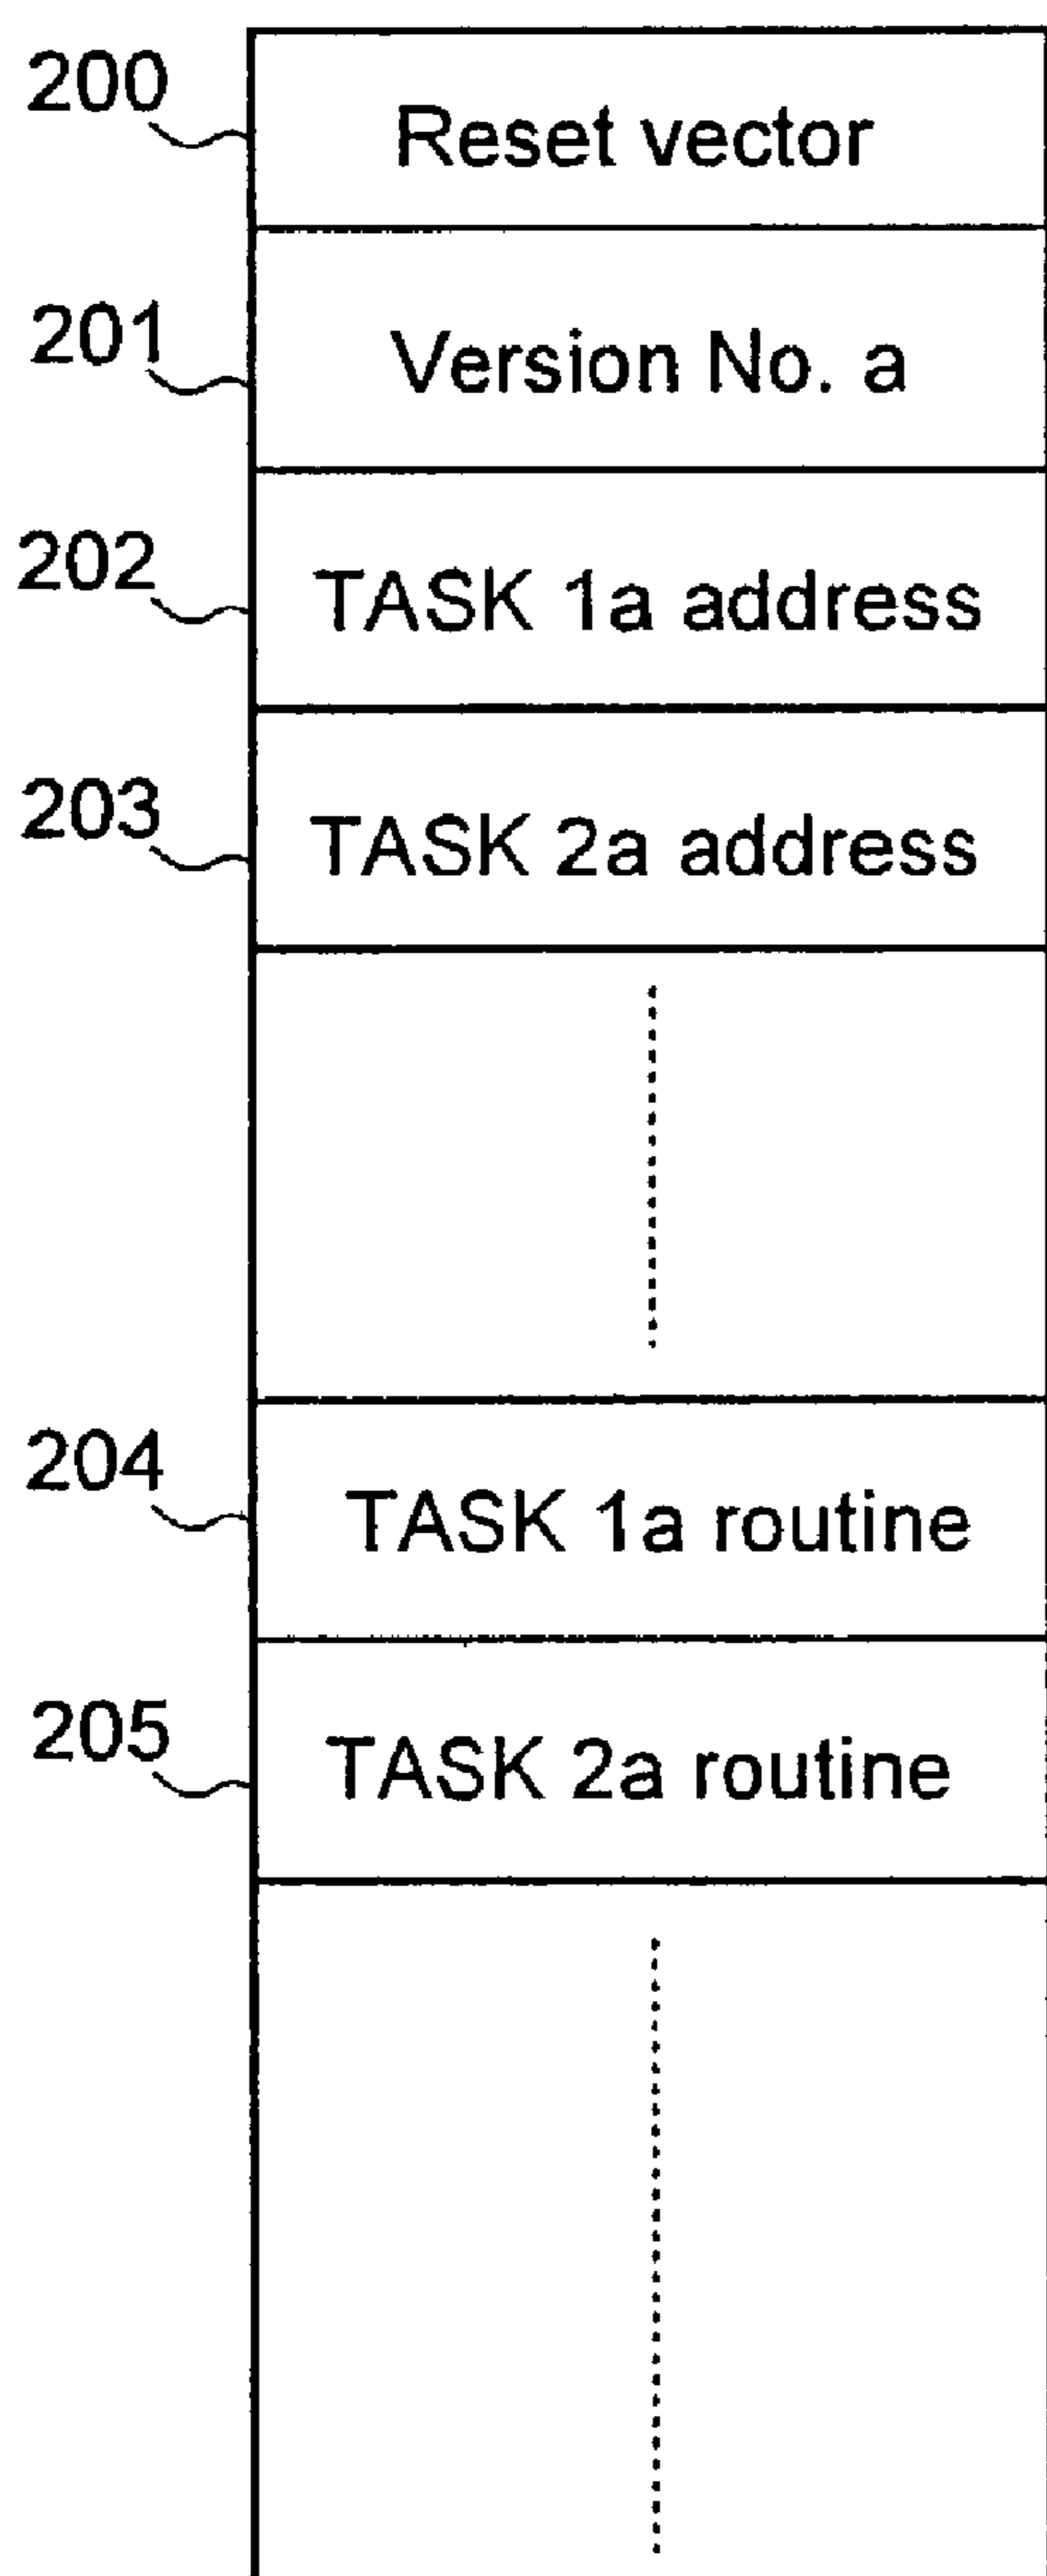 200
Reset vector
201
Version No. a
202
TASK 1a address
203
TASK 2a address
204
TASK 1a routine
205
TASK 2a routine